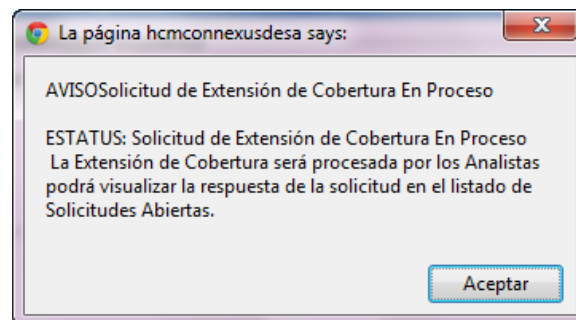 La página hcmconnexusdesa says:
AVISOSolicitud de Extensión de Cobertura En Proceso
ESTATUS: Solicitud de Extensión de Cobertura En Proceso
La Extensión de Cobertura será procesada por los Analistas
podrá visualizar la respuesta de la solicitud en el listado de
Solicitudes Abiertas.
Aceptar